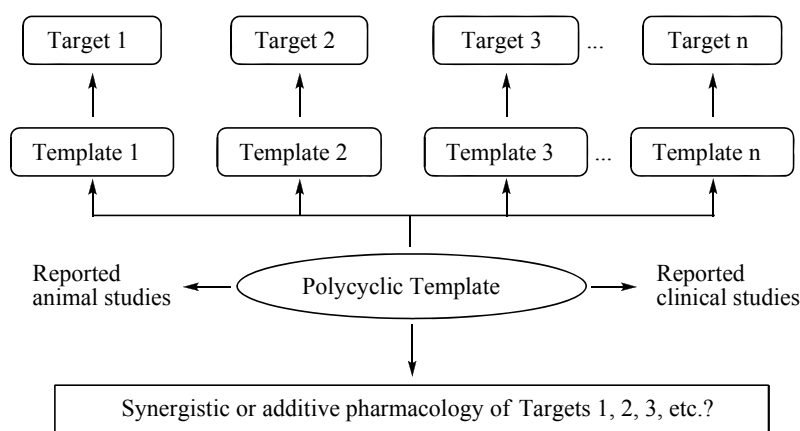 Target 1
Target 2
Target 3
...
Target n
Template 1
Template 2
Template 3
...
Template n
Reported
animal studies
Polycyclic Template
Reported
clinical studies
Synergistic or additive pharmacology of Targets 1, 2, 3, etc.?